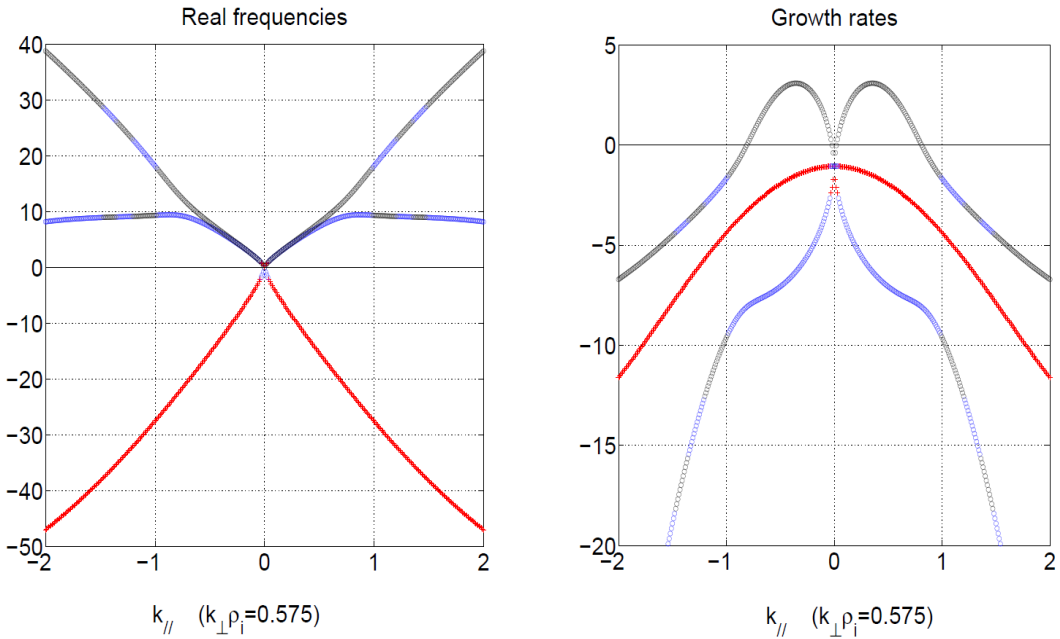 Real frequencies
40
30
20
10
0
−10
−20
−30
−40
−50
−2 −1 0 1 2
k// (k⊥ρi=0.575)
Growth rates
5
0
−5
−10
−15
−20
−2 −1 0 1 2
k// (k⊥ρi=0.575)